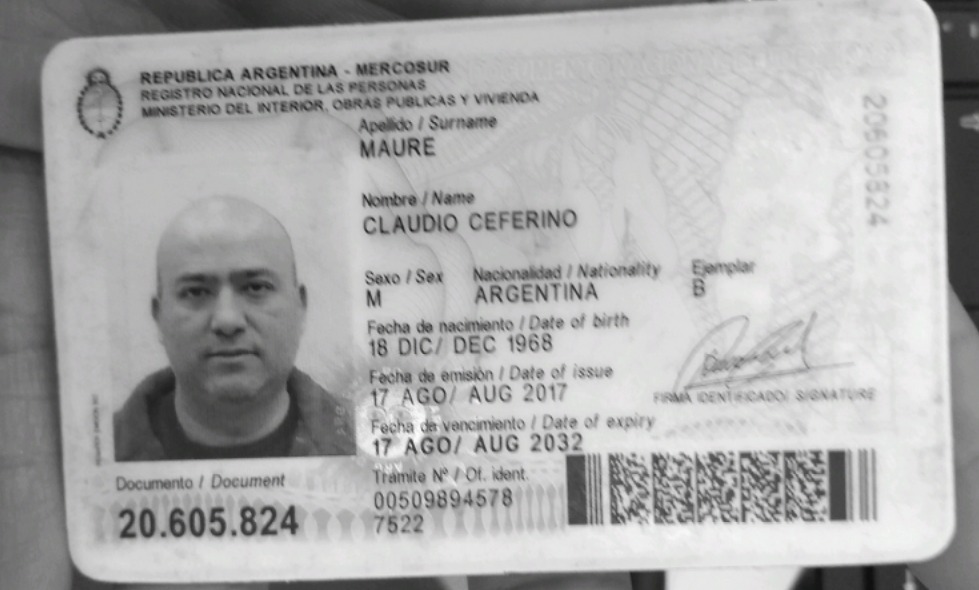 REPUBLICA ARGENTINA - MERCOSUR
REGISTRO NACIONAL DE LAS PERSONAS
MINISTERIO DEL INTERIOR, OBRAS PUBLICAS Y VIVIENDA
Apellido / Surname
MAURE
Nombre / Name
CLAUDIO CEFERINO
Sexo / Sex Nacionalidad / Nationality Ejemplar
M ARGENTINA B
Fecha de nacimiento / Date of birth
18 DIC/ DEC 1968
Fecha de emisión / Date of issue
17 AGO/ AUG 2017
FIRMA IDENTIFICADO/ SIGNATURE
Fecha de vencimiento / Date of expiry
17 AGO/ AUG 2032
Documento / Document
20.605.824
Trámite Nº / Of. ident.
00509894578
7522
20605824